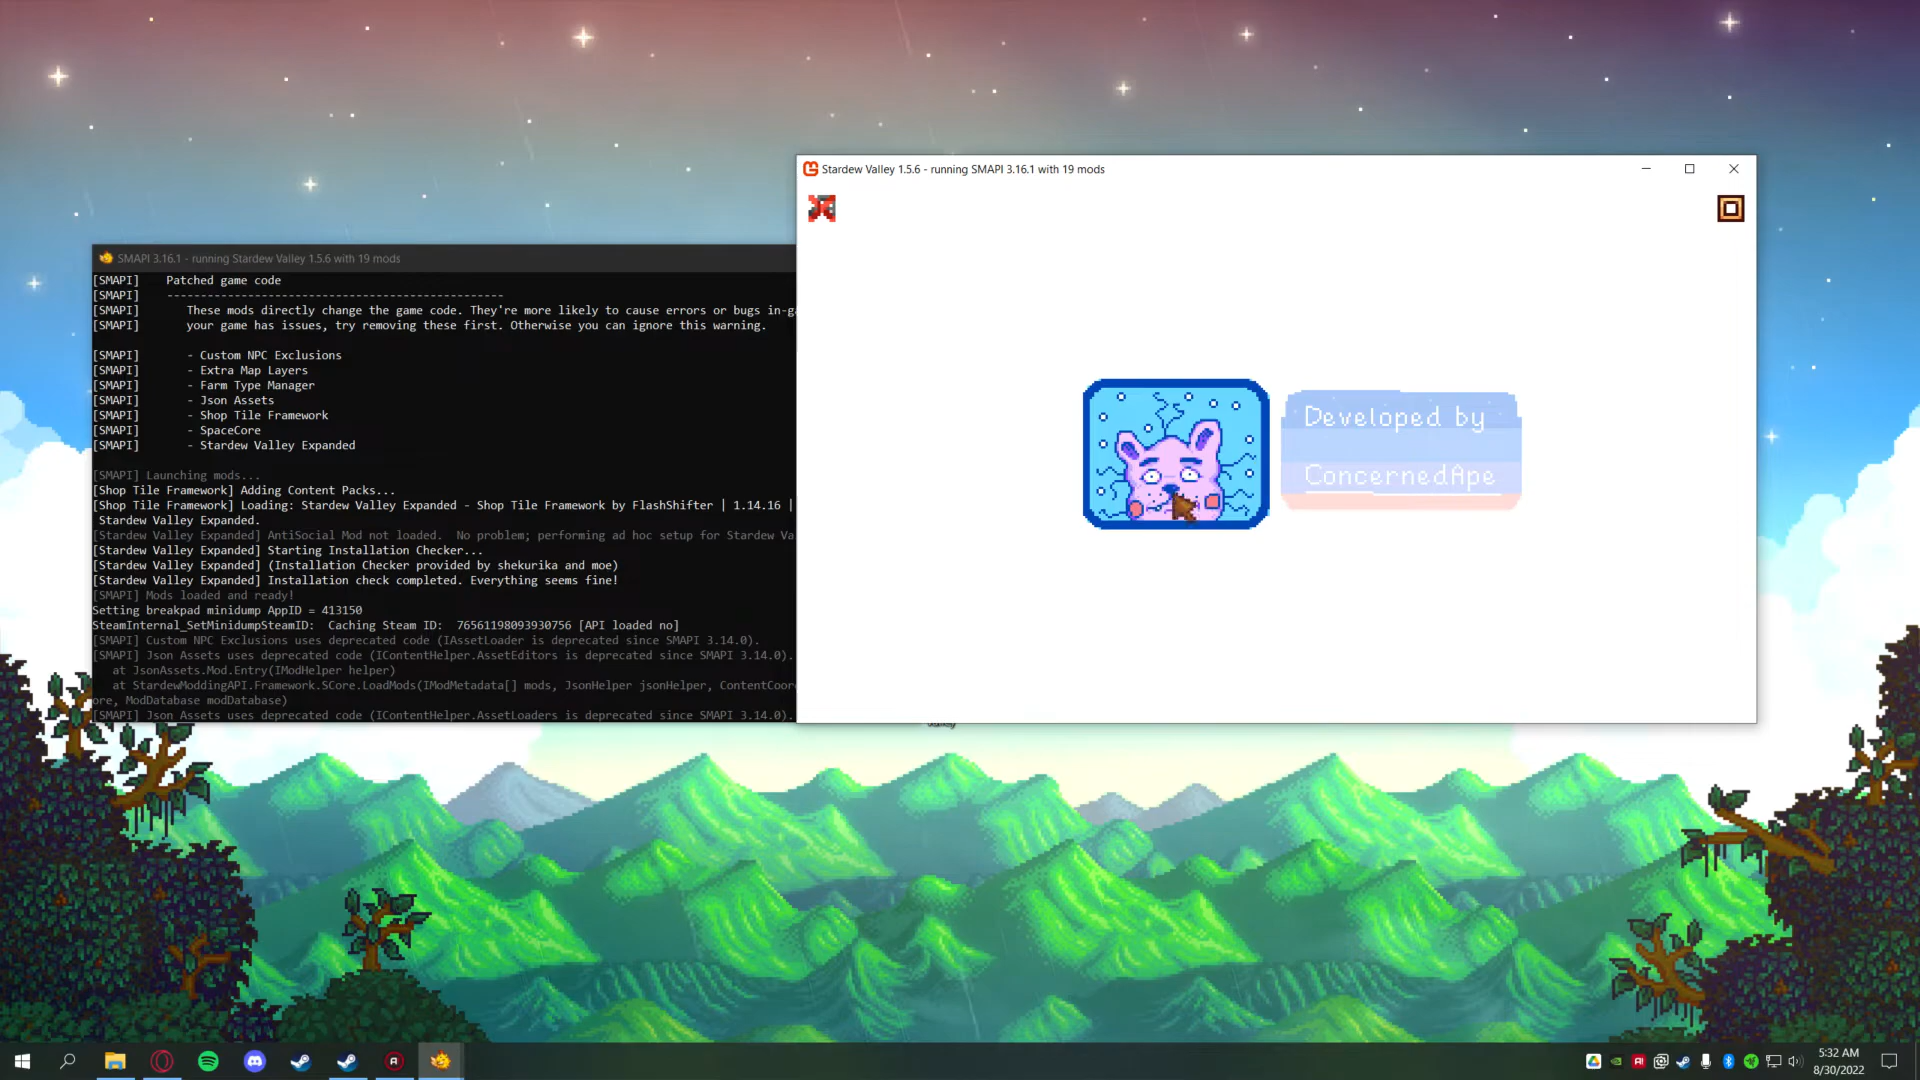 Stardew Valley 1.5.6 - running SMAPI 3.16.1 with 19 mods
Developed by
ConcernedApe
SMAPI 3.16.1 - running Stardew Valley 1.5.6 with 19 mods
[SMAPI] Patched game code
[SMAPI] --------------------------------------------------
[SMAPI] These mods directly change the game code. They're more likely to cause errors or bugs in-ga
[SMAPI] your game has issues, try removing these first. Otherwise you can ignore this warning.
[SMAPI] - Custom NPC Exclusions
[SMAPI] - Extra Map Layers
[SMAPI] - Farm Type Manager
[SMAPI] - Json Assets
[SMAPI] - Shop Tile Framework
[SMAPI] - SpaceCore
[SMAPI] - Stardew Valley Expanded
[SMAPI] Launching mods...
[Shop Tile Framework] Adding Content Packs...
[Shop Tile Framework] Loading: Stardew Valley Expanded - Shop Tile Framework by FlashShifter | 1.14.16 |
Stardew Valley Expanded.
[Stardew Valley Expanded] AntiSocial Mod not loaded.  No problem; performing ad hoc setup for Stardew Va
[Stardew Valley Expanded] Starting Installation Checker...
[Stardew Valley Expanded] (Installation Checker provided by shekurika and moe)
[Stardew Valley Expanded] Installation check completed. Everything seems fine!
[SMAPI] Mods loaded and ready!
Setting breakpad minidump AppID = 413150
SteamInternal_SetMinidumpSteamID:  Caching Steam ID:  76561198093930756 [API loaded no]
[SMAPI] Custom NPC Exclusions uses deprecated code (IAssetLoader is deprecated since SMAPI 3.14.0).
[SMAPI] Json Assets uses deprecated code (IContentHelper.AssetEditors is deprecated since SMAPI 3.14.0).
at JsonAssets.Mod.Entry(IModHelper helper)
at StardewModdingAPI.Framework.SCore.LoadMods(IModMetadata[] mods, JsonHelper jsonHelper, ContentCoor
ore, ModDatabase modDatabase)
[SMAPI] Json Assets uses deprecated code (IContentHelper.AssetLoaders is deprecated since SMAPI 3.14.0).
5:32 AM
8/30/2022